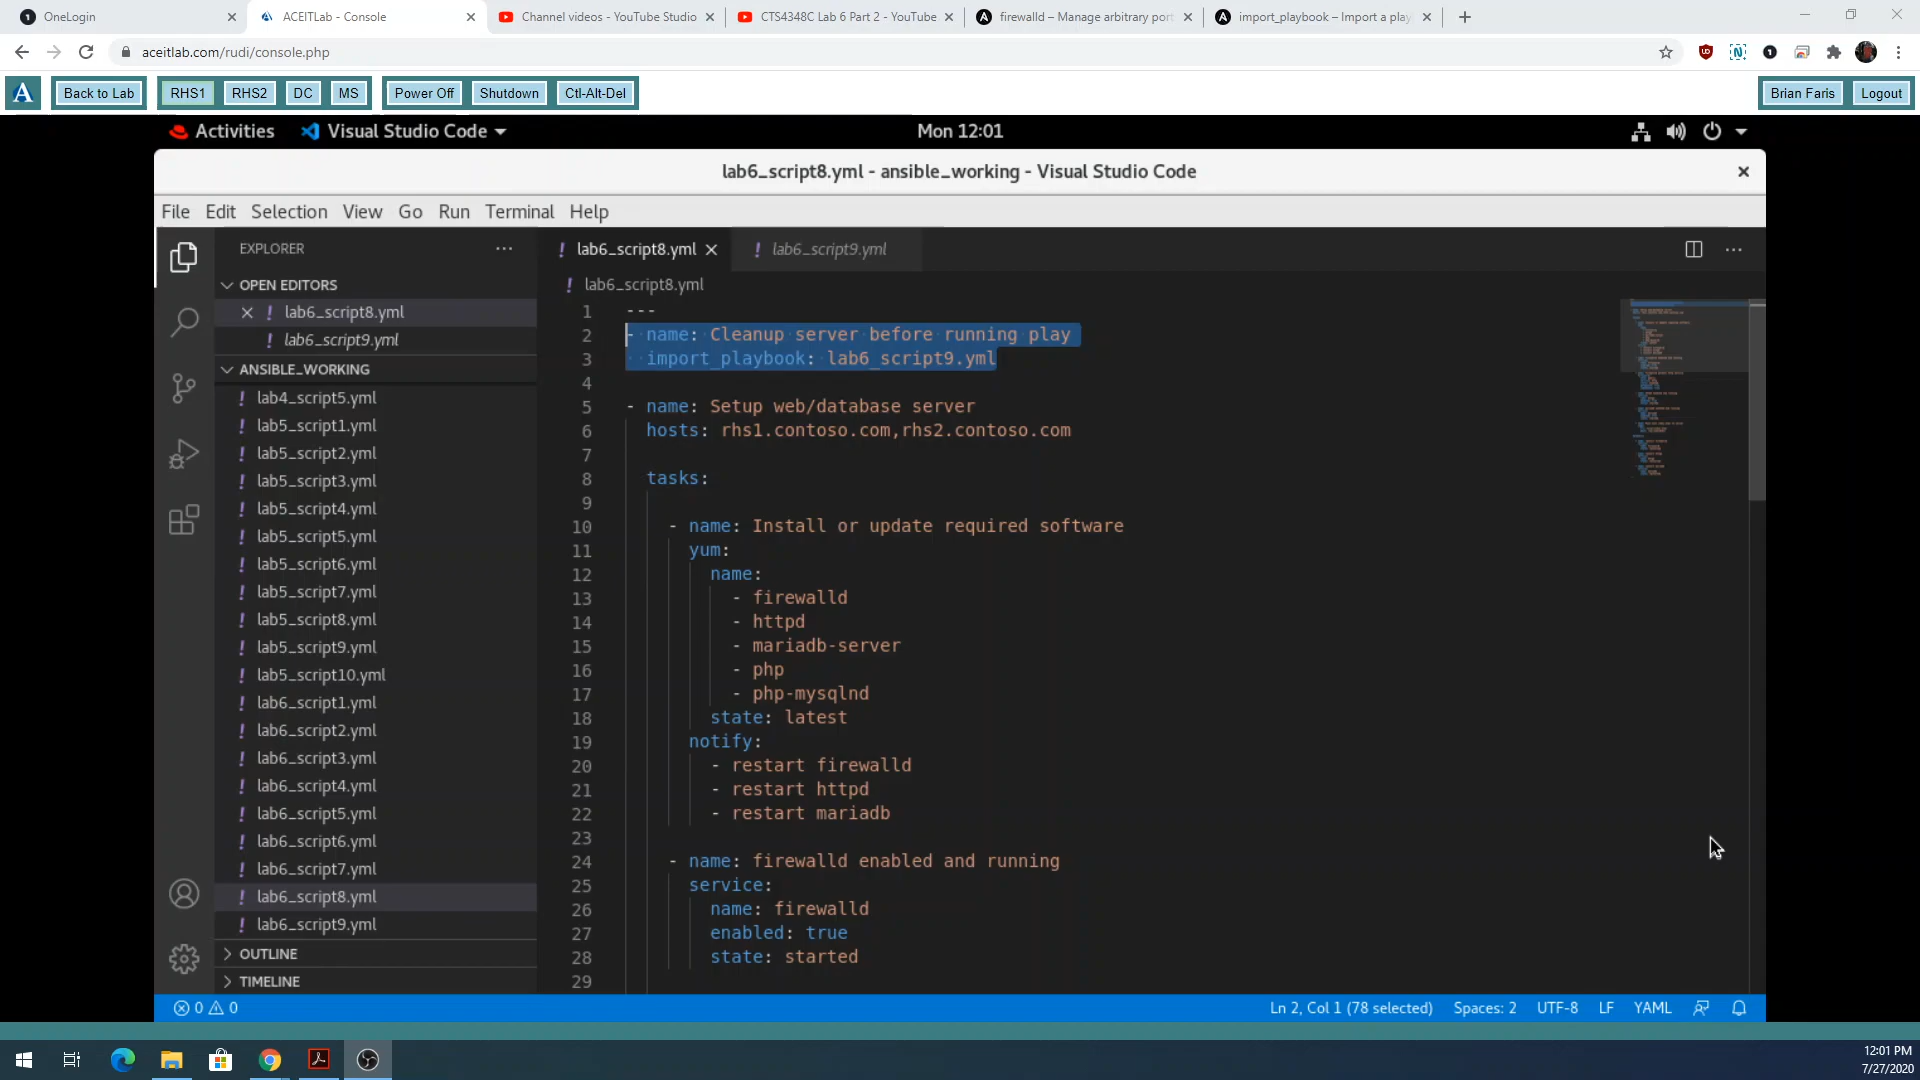 OneLogin
ACEITLab - Console
Channel videos - YouTube Studio
CTS4348C Lab 6 Part 2 - YouTube
firewalld – Manage arbitrary port
import_playbook – Import a play
aceitlab.com/rudi/console.php
Back to Lab
RHS1
RHS2
DC
MS
Power Off
Shutdown
Ctl-Alt-Del
Brian Faris
Logout
Activities
Visual Studio Code
Mon 12:01
lab6_script8.yml - ansible_working - Visual Studio Code
File Edit Selection View Go Run Terminal Help
EXPLORER
OPEN EDITORS
! lab6_script8.yml
! lab6_script9.yml
ANSIBLE_WORKING
! lab4_script5.yml
! lab5_script1.yml
! lab5_script2.yml
! lab5_script3.yml
! lab5_script4.yml
! lab5_script5.yml
! lab5_script6.yml
! lab5_script7.yml
! lab5_script8.yml
! lab5_script9.yml
! lab5_script10.yml
! lab6_script1.yml
! lab6_script2.yml
! lab6_script3.yml
! lab6_script4.yml
! lab6_script5.yml
! lab6_script6.yml
! lab6_script7.yml
! lab6_script8.yml
! lab6_script9.yml
OUTLINE
TIMELINE
! lab6_script8.yml
! lab6_script9.yml
! lab6_script8.yml
1 ---
2 - name: Cleanup server before running play
3 import_playbook: lab6_script9.yml
4
5 - name: Setup web/database server
6 hosts: rhs1.contoso.com,rhs2.contoso.com
7
8 tasks:
9
10 - name: Install or update required software
11 yum:
12 name:
13 - firewalld
14 - httpd
15 - mariadb-server
16 - php
17 - php-mysqlnd
18 state: latest
19 notify:
20 - restart firewalld
21 - restart httpd
22 - restart mariadb
23
24 - name: firewalld enabled and running
25 service:
26 name: firewalld
27 enabled: true
28 state: started
29
0 0
Ln 2, Col 1 (78 selected)
Spaces: 2
UTF-8
LF
YAML
12:01 PM
7/27/2020